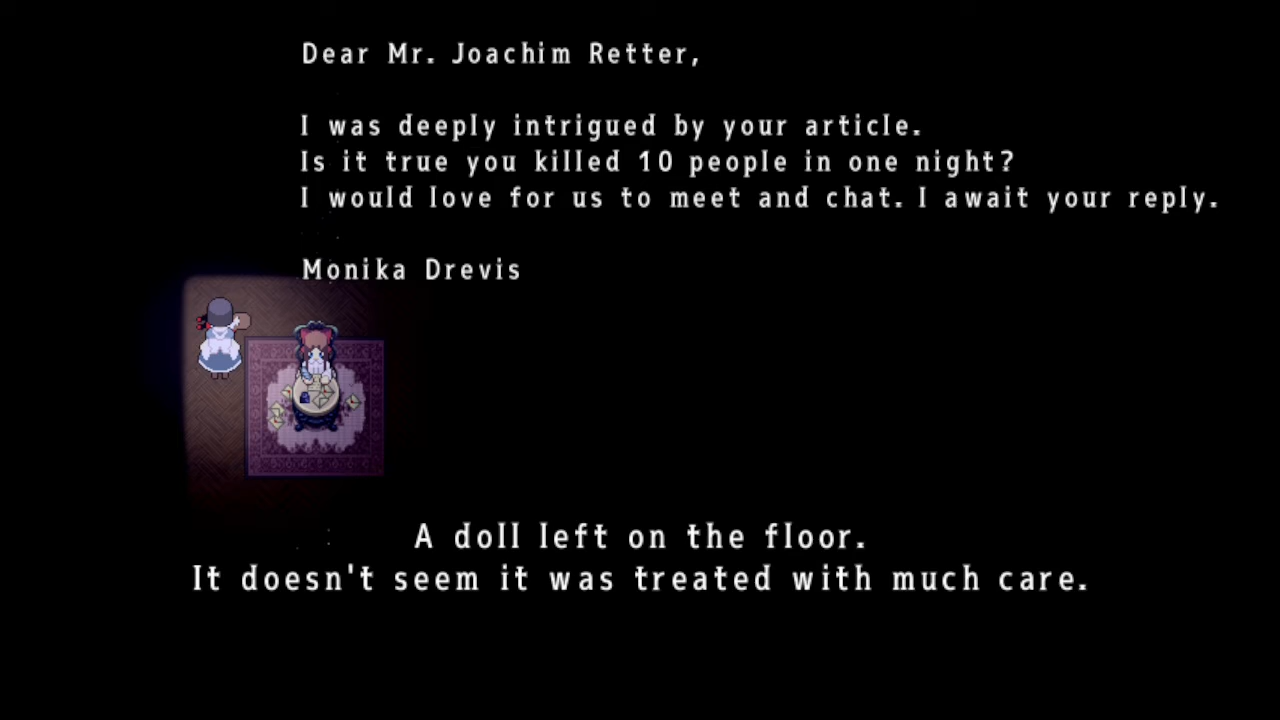 Dear Mr. Joachim Retter,
I was deeply intrigued by your article.
Is it true you killed 10 people in one night?
I would love for us to meet and chat. I await your reply.
Monika Drevis
A doll left on the floor.
It doesn't seem it was treated with much care.